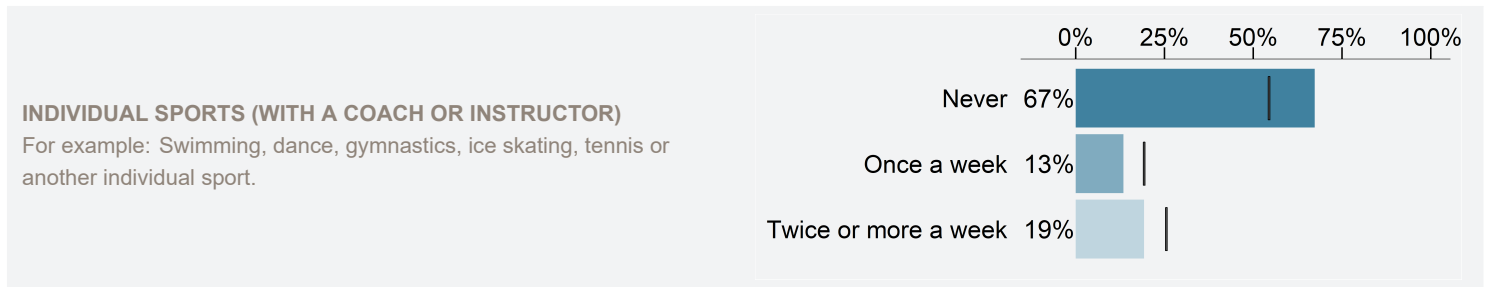 INDIVIDUAL SPORTS (WITH A COACH OR INSTRUCTOR)
For example: Swimming, dance, gymnastics, ice skating, tennis or
another individual sport.
0% 25% 50% 75% 100%
Never 67%
Once a week 13%
Twice or more a week 19%